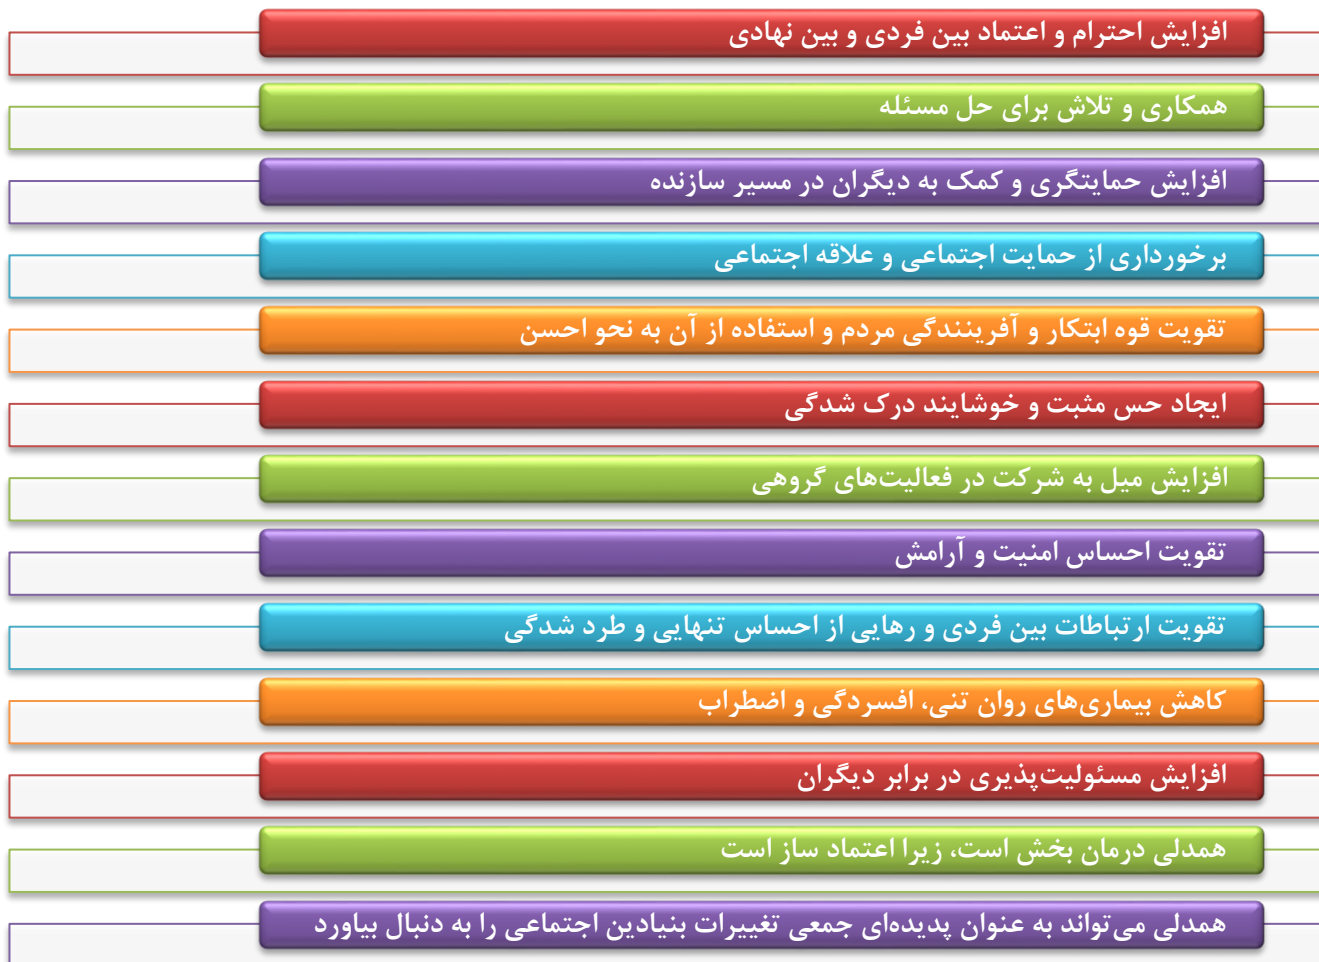 افزایش احترام و اعتماد بین فردی و بین نهادی
همکاری و تلاش برای حل مسئله
افزایش حمایتگری و کمک به دیگران در مسیر سازنده
برخورداری از حمایت اجتماعی و علاقه اجتماعی
تقویت قوه ابتکار و آفرینندگی مردم و استفاده از آن به نحو احسن
ایجاد حس مثبت و خوشایند درک شدگی
افزایش میل به شرکت در فعالیت‌های گروهی
تقویت احساس امنیت و آرامش
تقویت ارتباطات بین فردی و رهایی از احساس تنهایی و طرد شدگی
کاهش بیماری‌های روان تنی، افسردگی و اضطراب
افزایش مسئولیت‌پذیری در برابر دیگران
همدلی درمان بخش است، زیرا اعتماد ساز است
همدلی می‌تواند به عنوان پدیده‌ای جمعی تغییرات بنیادین اجتماعی را به دنبال بیاورد